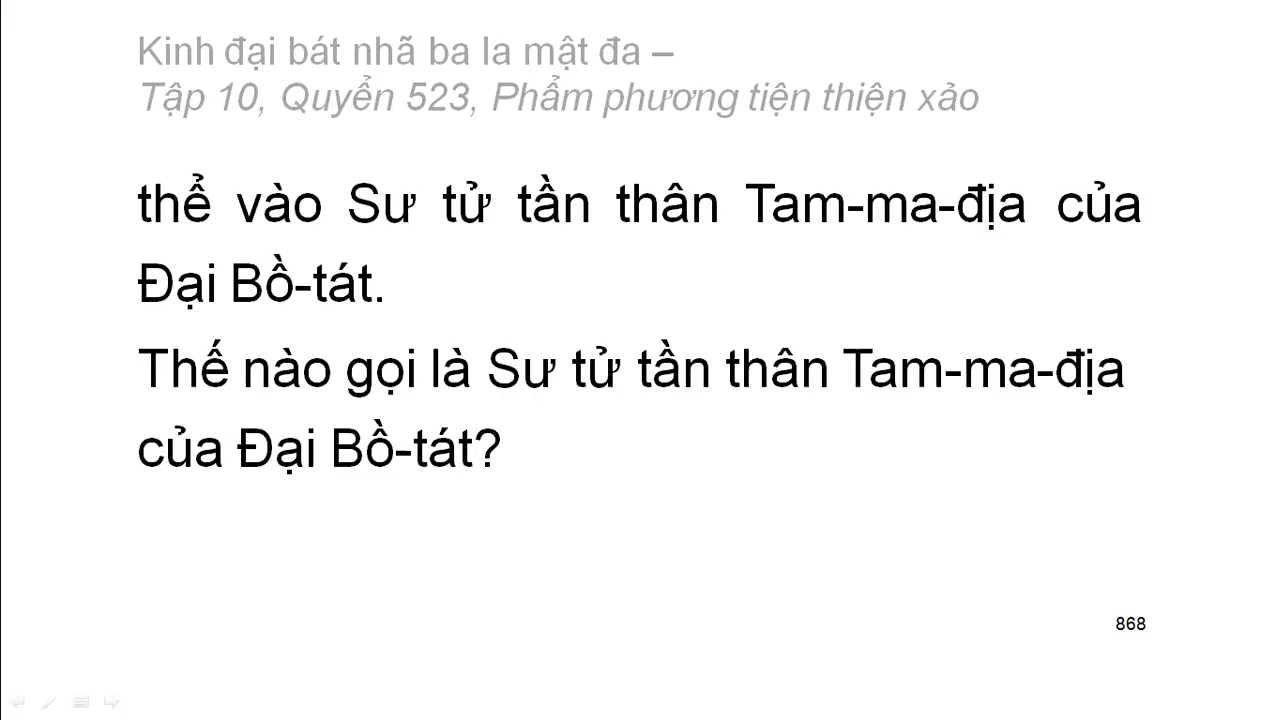 Kinh đại bát nhã ba la mật đa –
Tập 10, Quyển 523, Phẩm phương tiện thiện xảo
thể vào Sư tử tần thân Tam-ma-địa của
Đại Bồ-tát.
Thế nào gọi là Sư tử tần thân Tam-ma-địa
của Đại Bồ-tát?
868